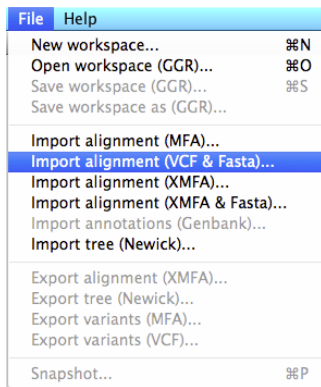 File Help
New workspace... ⌘N
Open workspace (GGR)... ⌘O
Save workspace (GGR)... ⌘S
Save workspace as (GGR)...
Import alignment (MFA)...
Import alignment (VCF & Fasta)...
Import alignment (XMFA)...
Import alignment (XMFA & Fasta)...
Import annotations (Genbank)...
Import tree (Newick)...
Export alignment (XMFA)...
Export tree (Newick)...
Export variants (MFA)...
Export variants (VCF)...
Snapshot... ⌘P